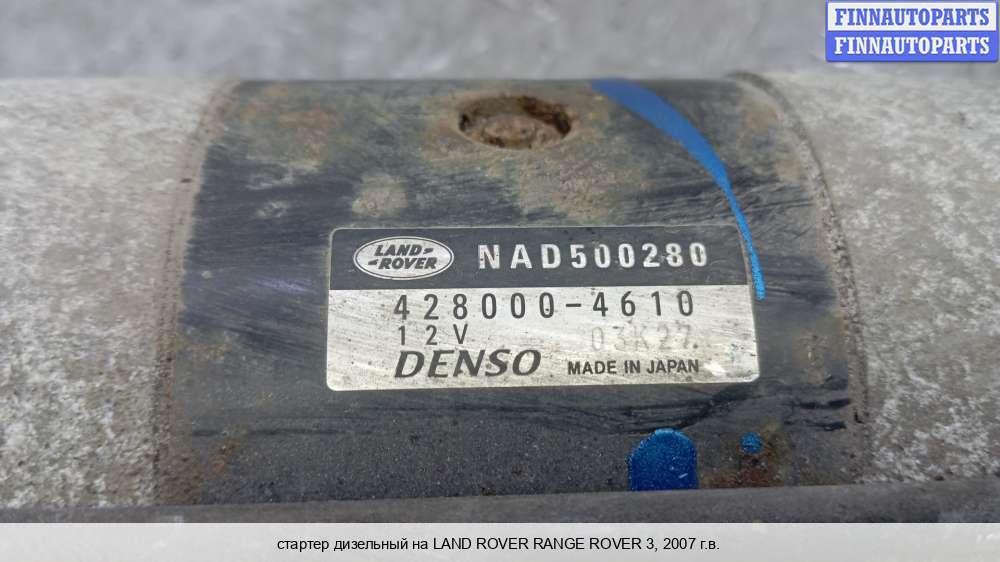 FINNAUTOPARTS
FINNAUTOPARTS
LAND-
-ROVER
NAD500280
428000-4610
12V 03K27.
DENSO MADE IN JAPAN
стартер дизельный на LAND ROVER RANGE ROVER 3, 2007 г.в.